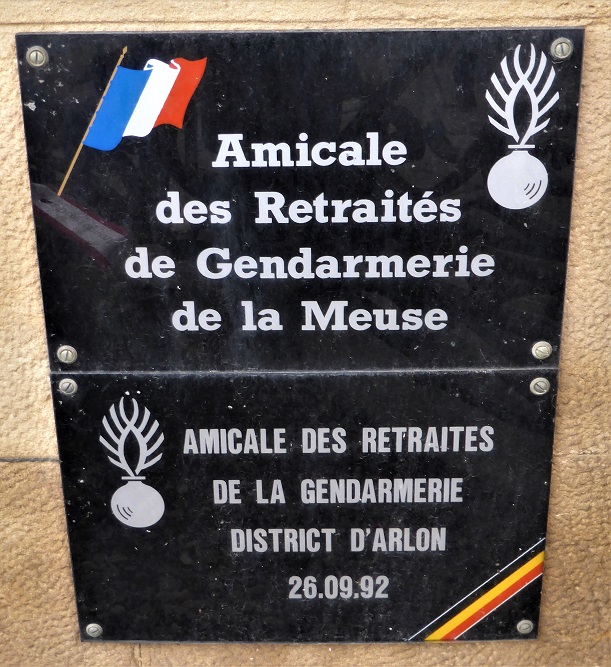 Amicale
des Retraités
de Gendarmerie
de la Meuse
AMICALE DES RETRAITES
DE LA GENDARMERIE
DISTRICT D'ARLON
26.09.92